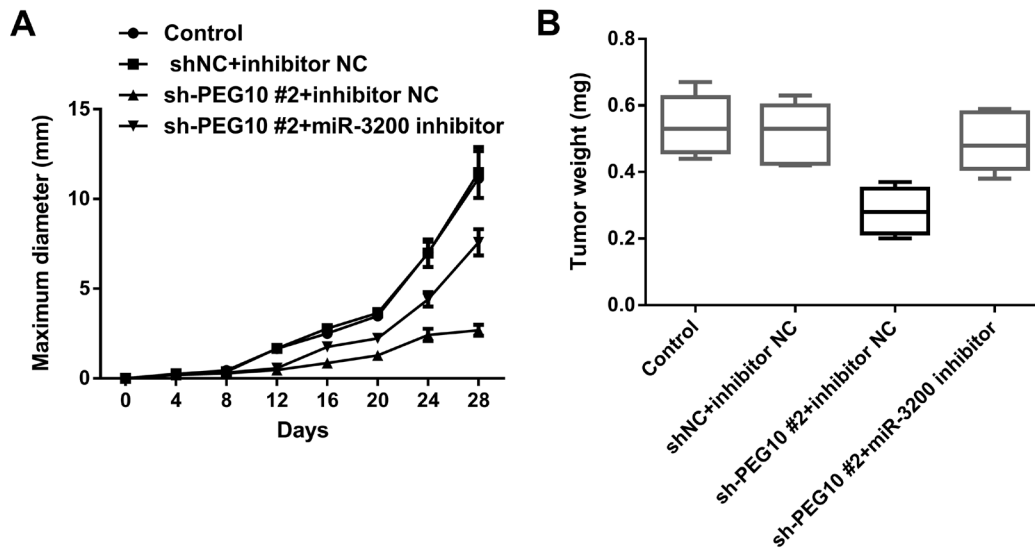 A
Control
shNC+inhibitor NC
sh-PEG10 #2+inhibitor NC
sh-PEG10 #2+miR-3200 inhibitor
Maximum diameter (mm)
15
10
5
0
0 4 8 12 16 20 24 28
Days
B
Tumor weight (mg)
0.8
0.6
0.4
0.2
0.0
Control
shNC+inhibitor NC
sh-PEG10 #2+inhibitor NC
sh-PEG10 #2+miR-3200 inhibitor